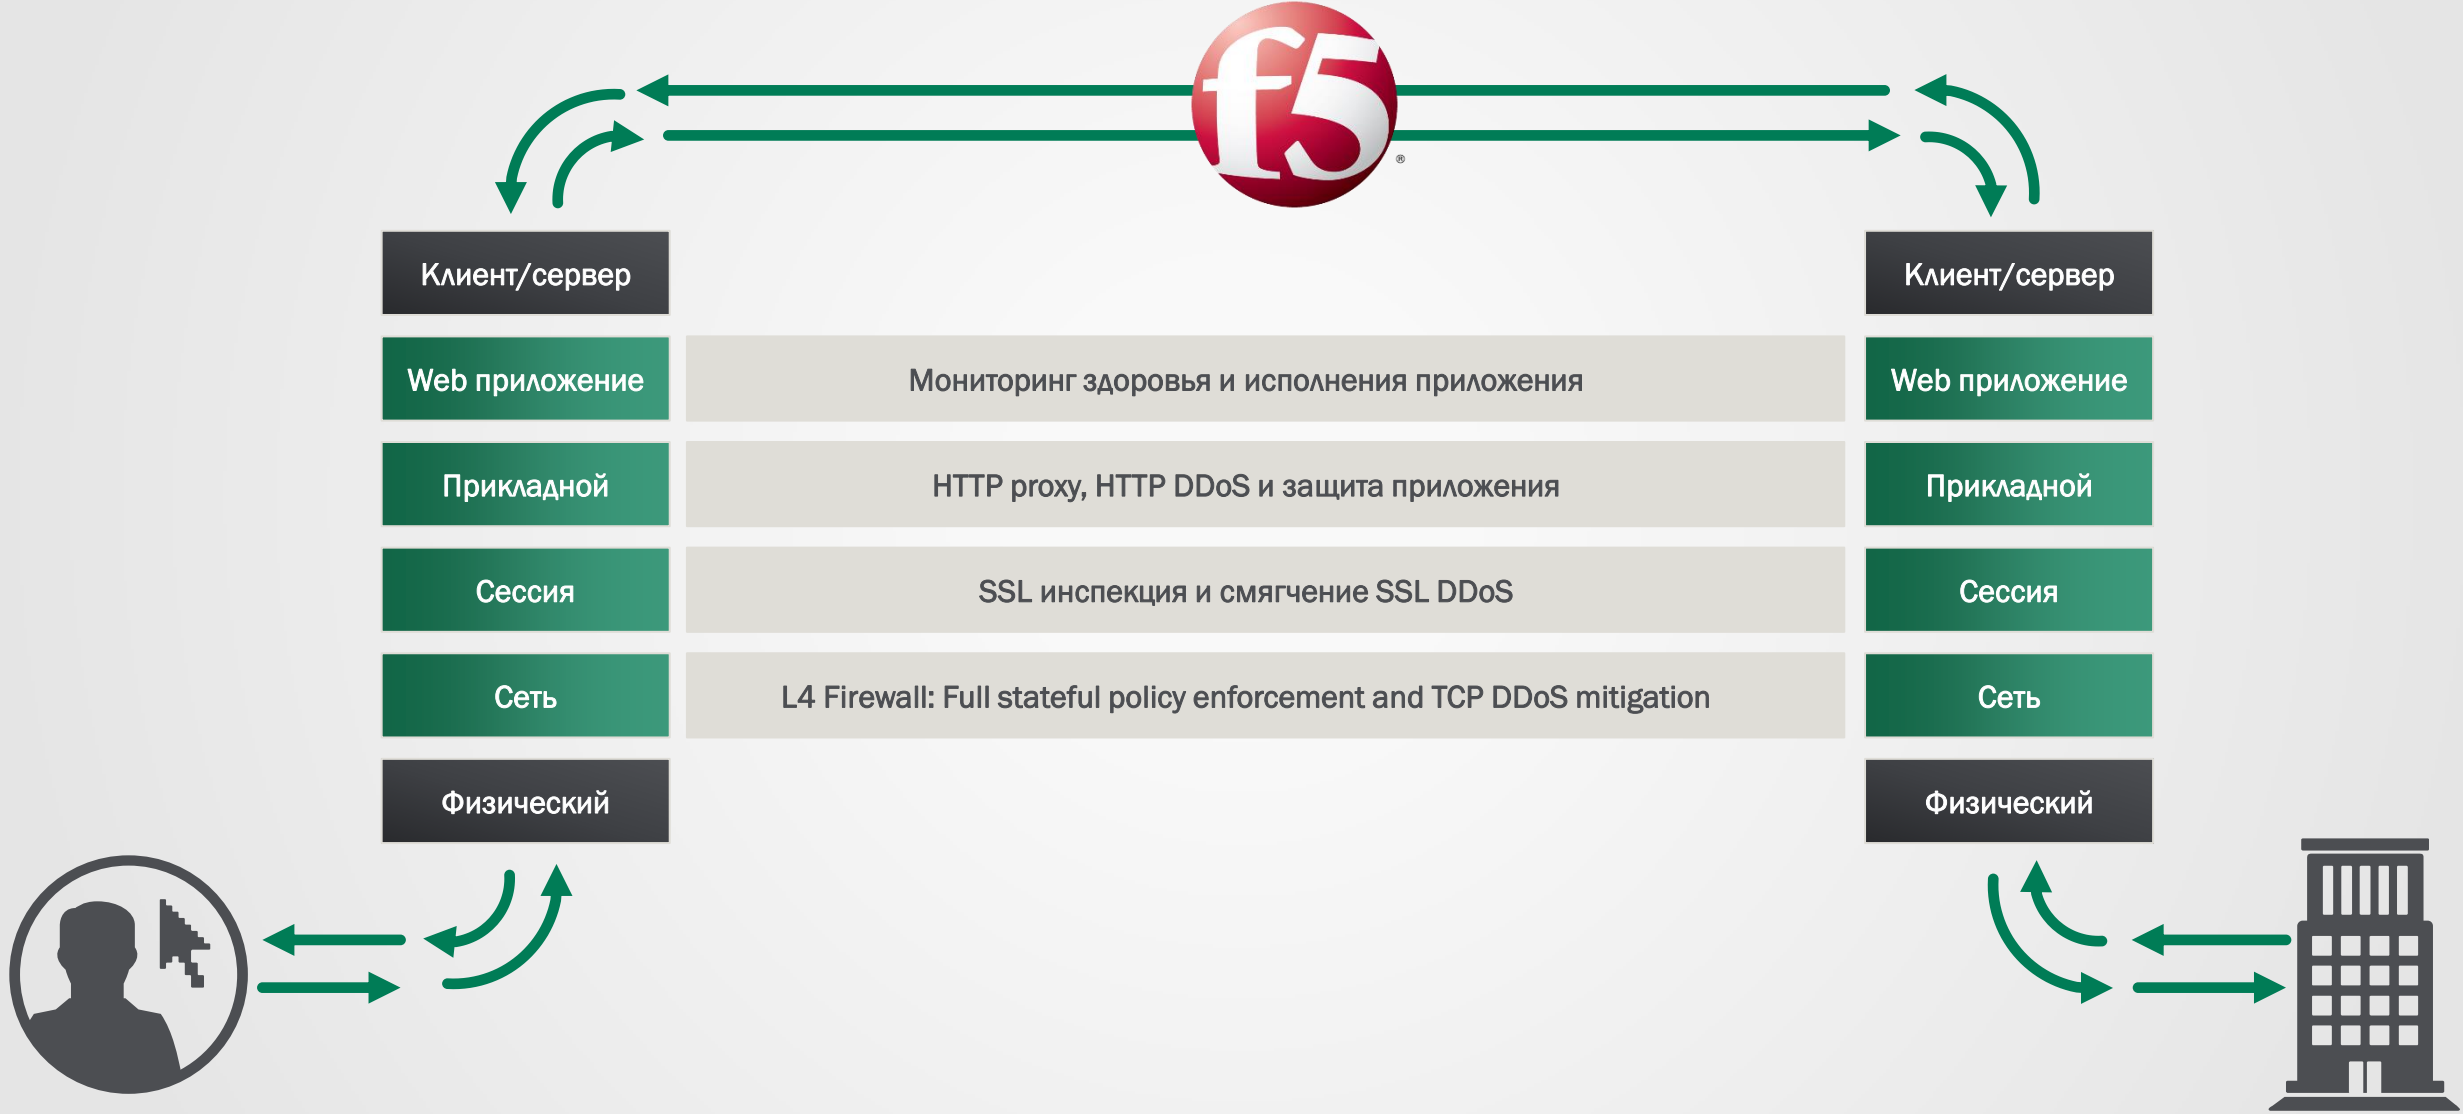 f5
®
Клиент/сервер
Клиент/сервер
Web приложение
Мониторинг здоровья и исполнения приложения
Web приложение
Прикладной
HTTP proxy, HTTP DDoS и защита приложения
Прикладной
Сессия
SSL инспекция и смягчение SSL DDoS
Сессия
Сеть
L4 Firewall: Full stateful policy enforcement and TCP DDoS mitigation
Сеть
Физический
Физический